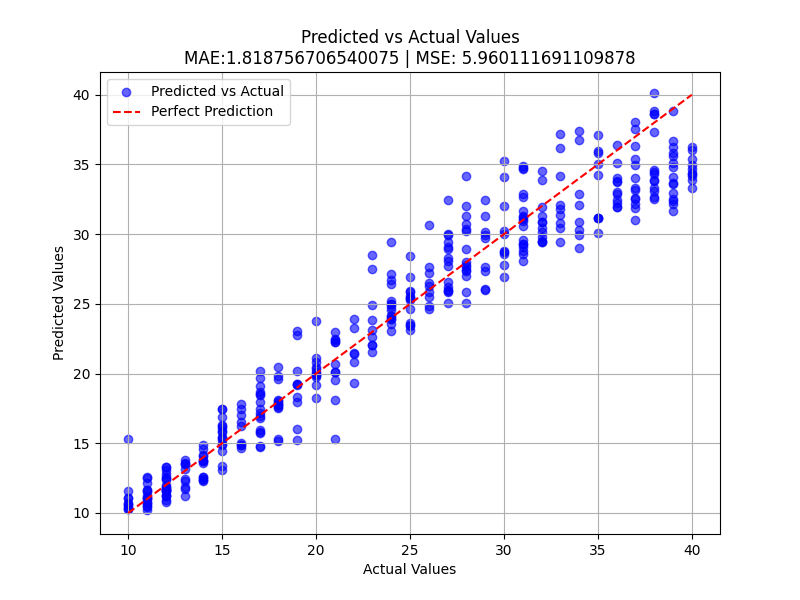 Predicted vs Actual Values
MAE:1.818756706540075 | MSE: 5.960111691109878
Predicted vs Actual
Perfect Prediction
40
35
30
25
20
15
10
Predicted Values
10 15 20 25 30 35 40
Actual Values